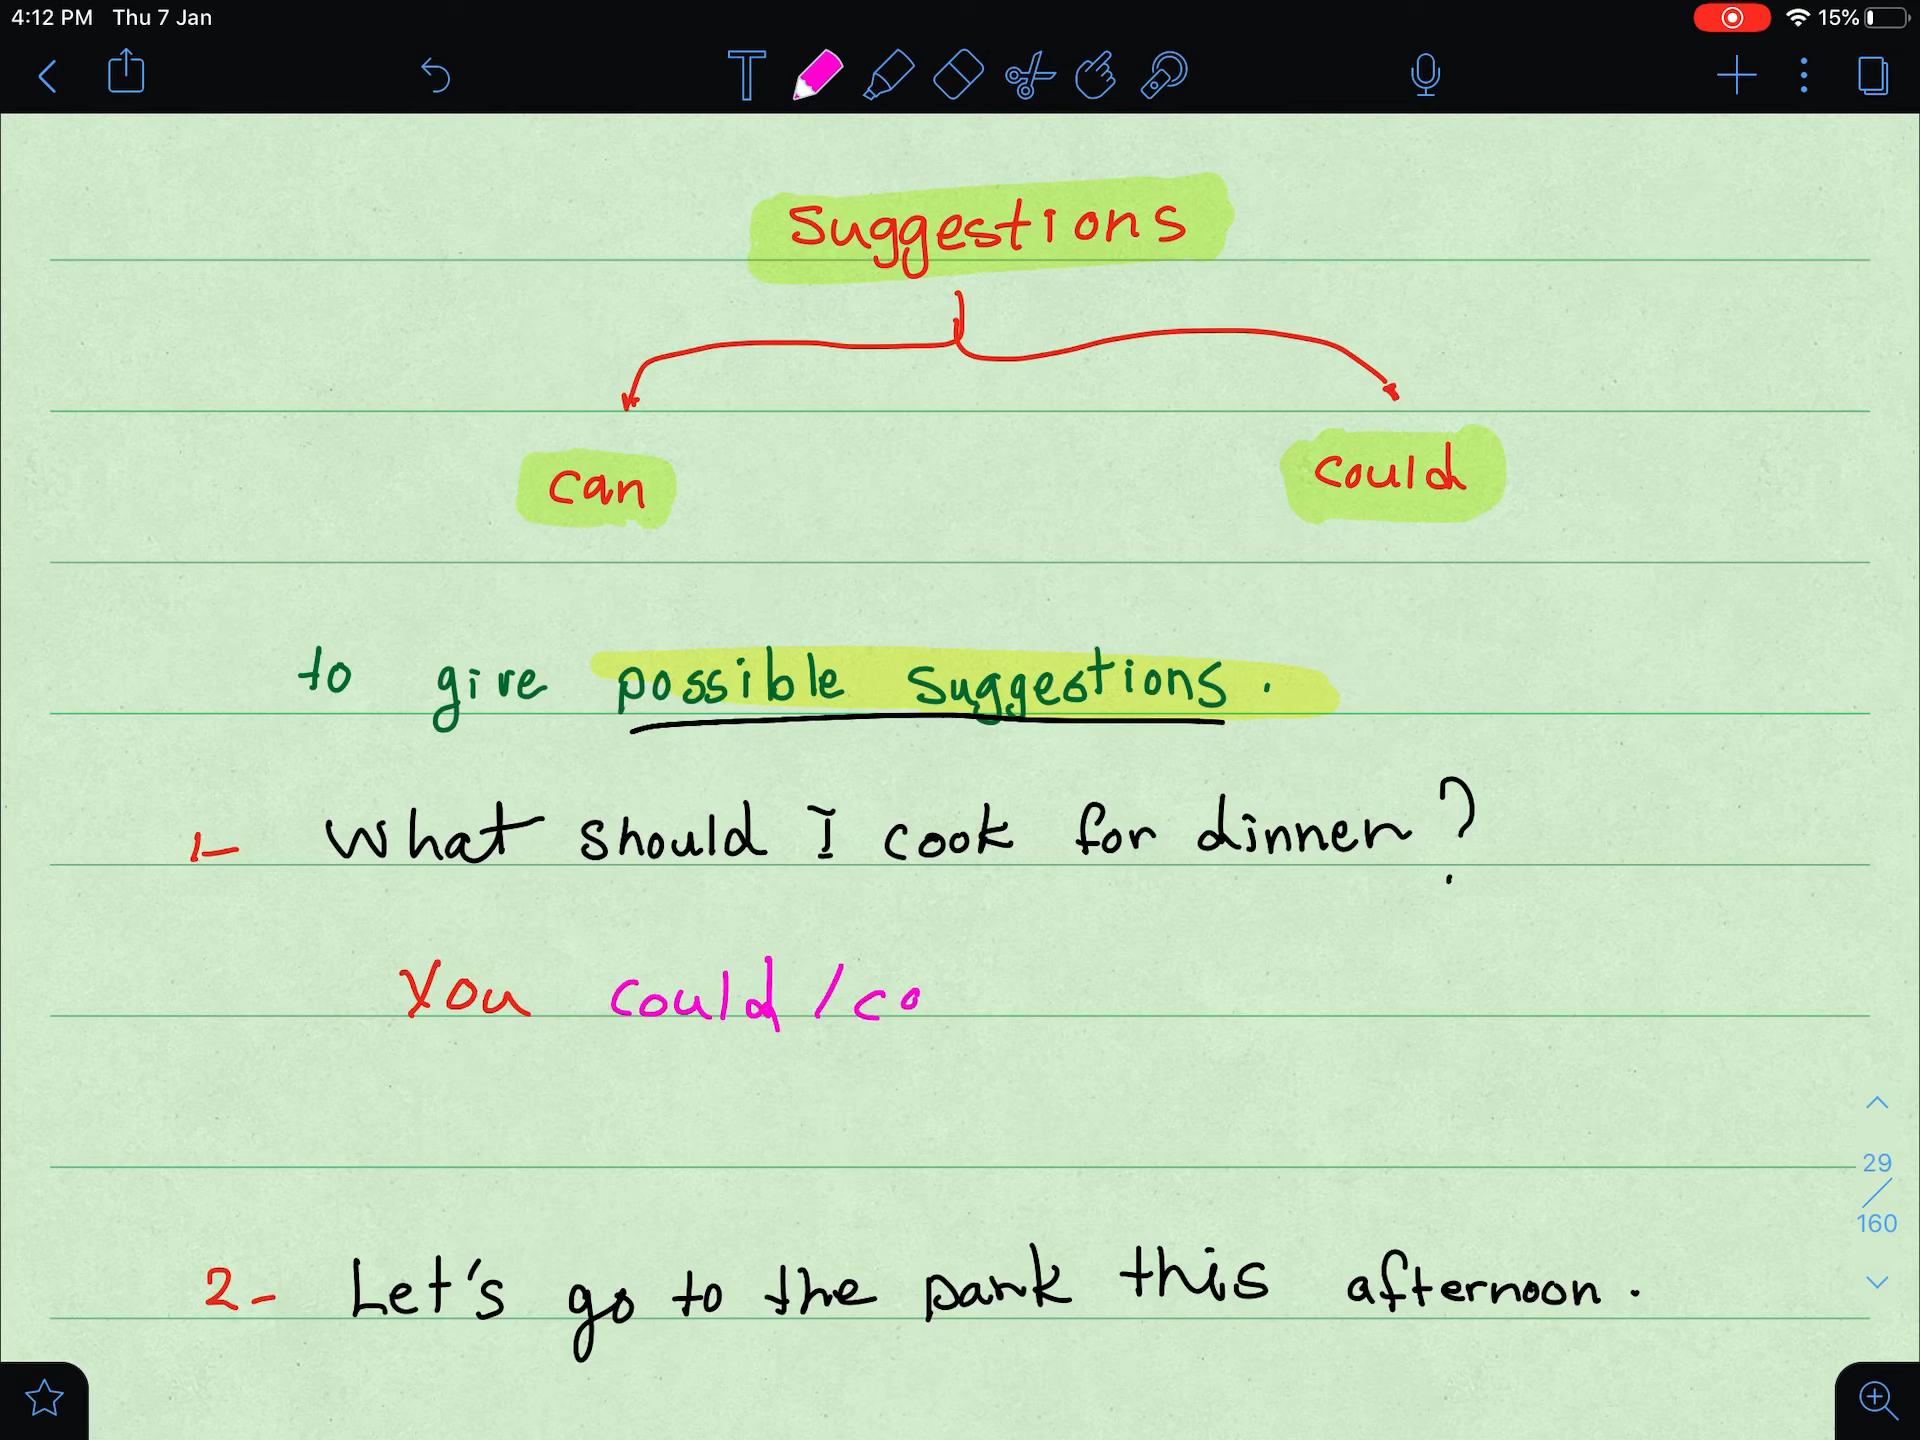 4:12 PM Thu 7 Jan 15%
T
Suggestions
can could
to give possible suggestions.
1- What should I cook for dinner?
You could / co
29
/
160
2- Let's go to the park this afternoon.